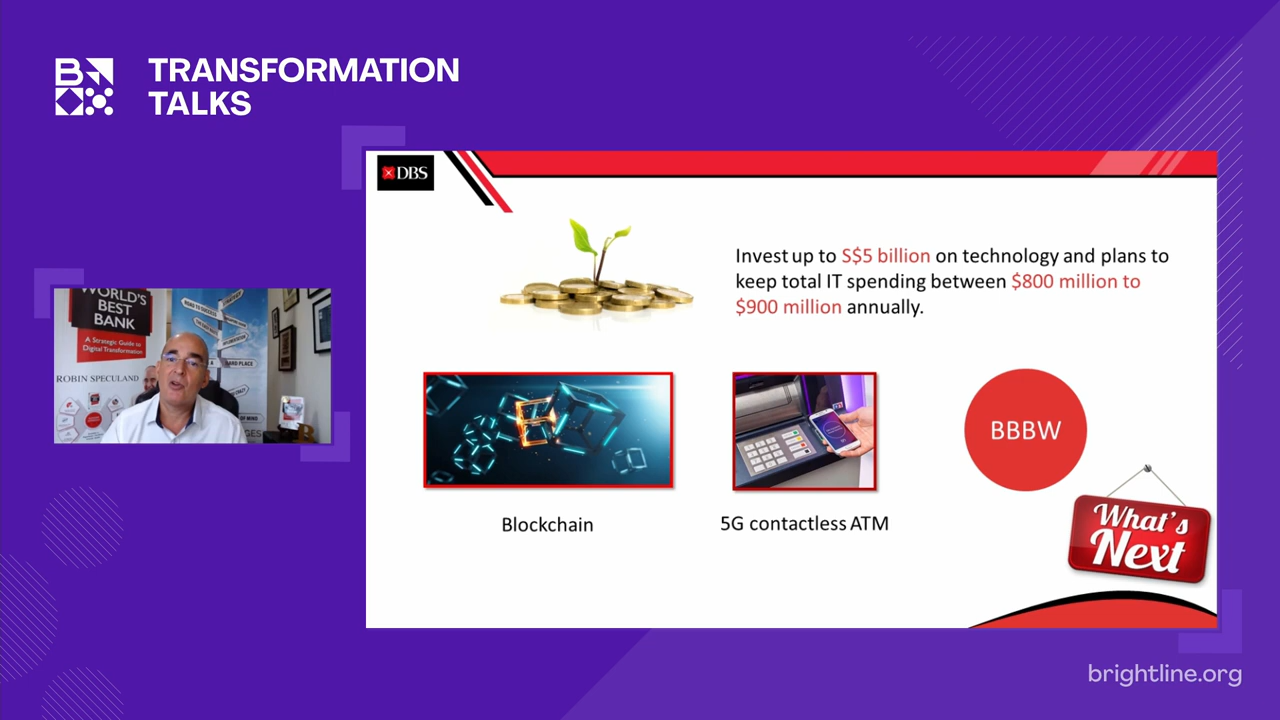 TRANSFORMATION
TALKS
DBS
Invest up to S$5 billion on technology and plans to
keep total IT spending between $800 million to
$900 million annually.
WORLD'S
BEST
BANK
A Strategic Guide to
Digital Transformation
ROBIN SPECULAND
Blockchain
5G contactless ATM
BBBW
What's
Next
brightline.org